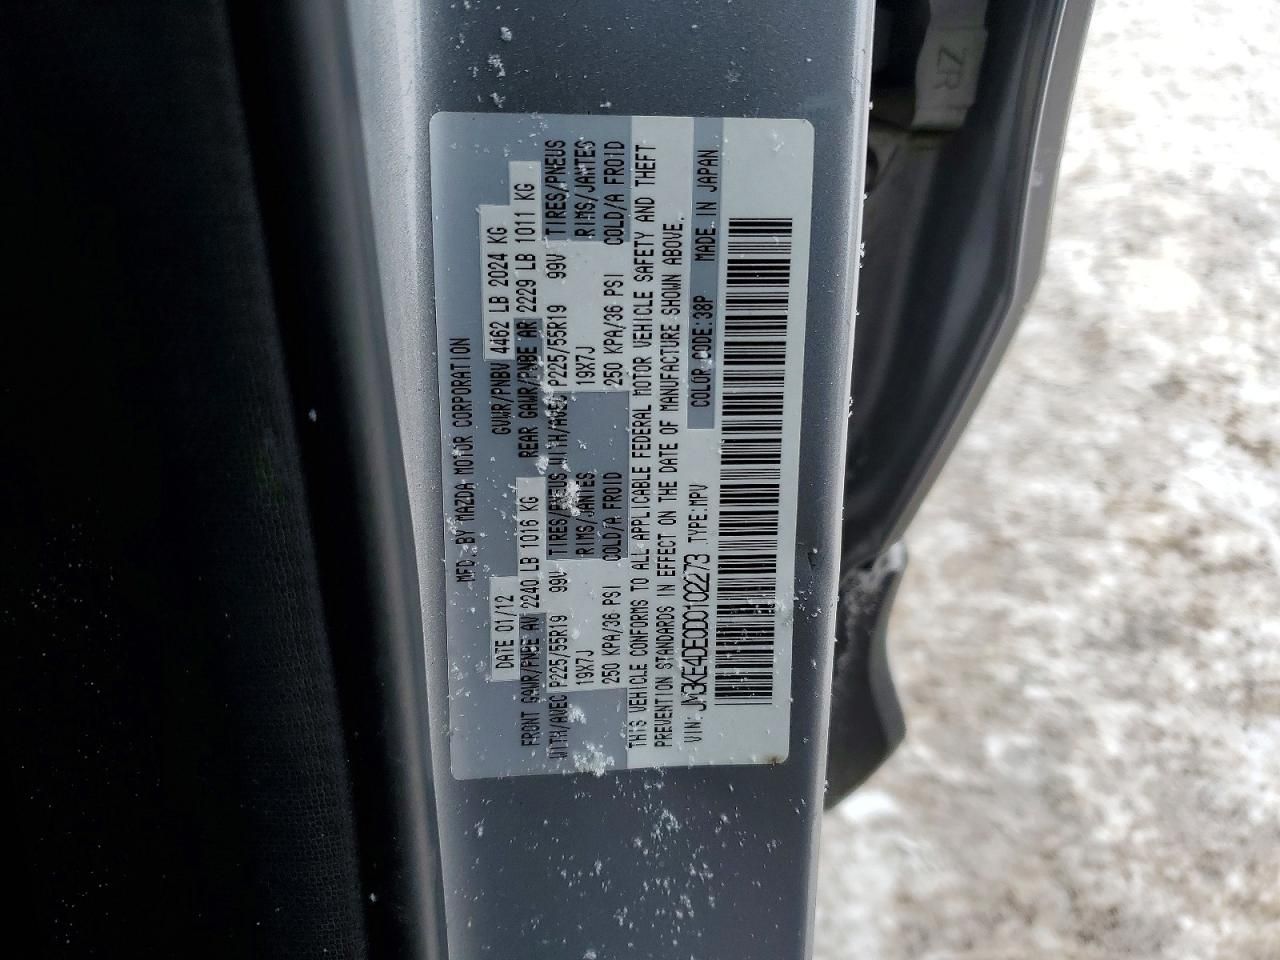 MFD BY MAZDA MOTOR CORPORATION
DATE 01/12 GVWR/PNBV 4462 LB 2024 KG
FRONT GAWR/PNBE AV 2240 LB 1016 KG REAR GAWR/PNBE AR 2229 LB 1011 KG
WITH/AVEC P225/55R19 99V TIRES/PNEUS WITH/AVEC P225/55R19 99V TIRES/PNEUS
19X7J RIMS/JANTES 19X7J RIMS/JANTES
250 KPA/36 PSI COLD/A FROID 250 KPA/36 PSI COLD/A FROID
THIS VEHICLE CONFORMS TO ALL APPLICABLE FEDERAL MOTOR VEHICLE SAFETY AND THEFT
PREVENTION STANDARDS IN EFFECT ON THE DATE OF MANUFACTURE SHOWN ABOVE.
VIN: JM3KE4DE0D0102273 TYPE:MPV COLOR CODE:38P MADE IN JAPAN
ZR